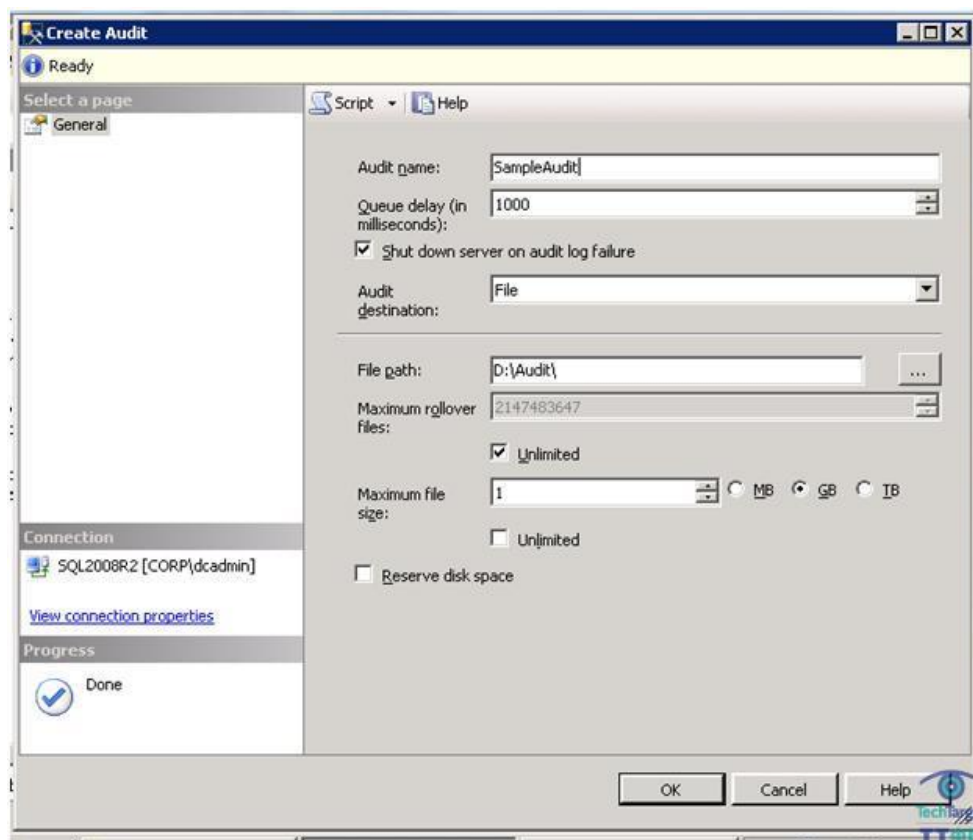 Create Audit
Ready
Select a page
General
Script
Help
Audit name:
SampleAudit
Queue delay (in
milliseconds):
1000
Shut down server on audit log failure
Audit
destination:
File
File path:
D:\Audit\
...
Maximum rollover
files:
2147483647
Unlimited
Maximum file
size:
1
MB
GB
TB
Unlimited
Reserve disk space
Connection
SQL2008R2 [CORP\dcadmin]
View connection properties
Progress
Done
OK
Cancel
Help